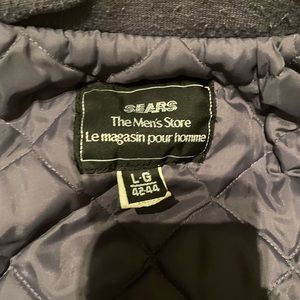 SEARS
The Men's Store
Le magasin pour homme
L-G
42-44